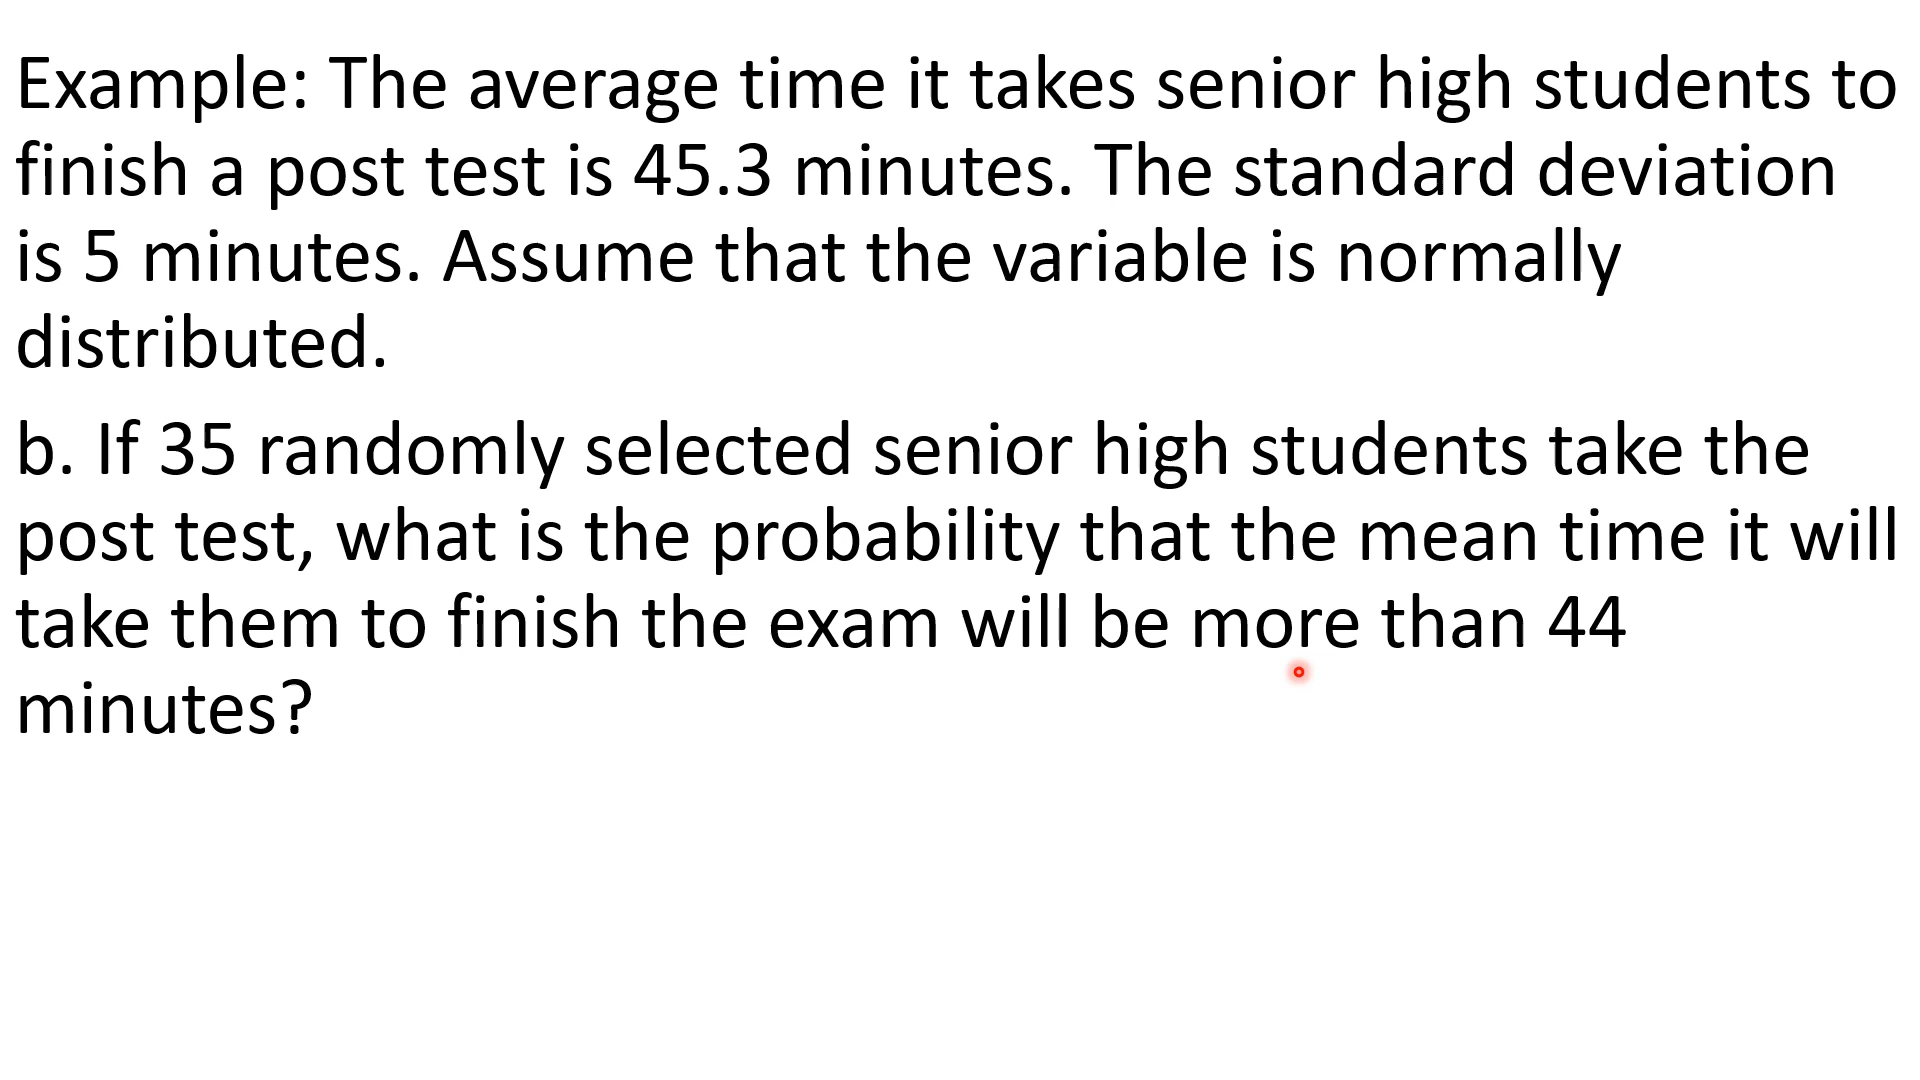 Example: The average time it takes senior high students to
finish a post test is 45.3 minutes. The standard deviation
is 5 minutes. Assume that the variable is normally
distributed.
b. If 35 randomly selected senior high students take the
post test, what is the probability that the mean time it will
take them to finish the exam will be more than 44
minutes?